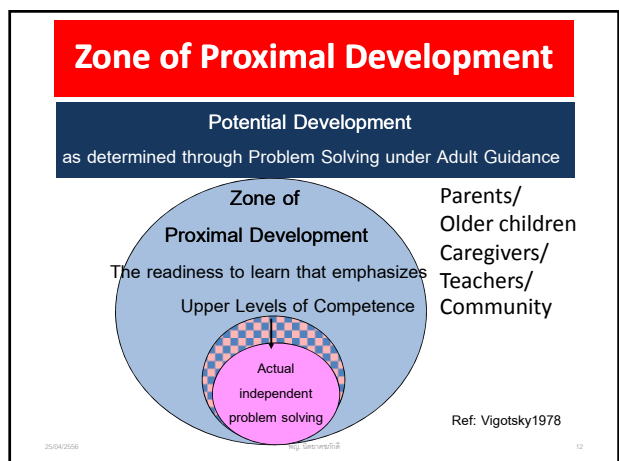 Zone of Proximal Development
Potential Development
as determined through Problem Solving under Adult Guidance
Zone of
Proximal Development
The readiness to learn that emphasizes
Upper Levels of Competence
Parents/
Older children
Caregivers/
Teachers/
Community
Actual
independent
problem solving
Ref: Vigotsky1978
25/04/2556
12